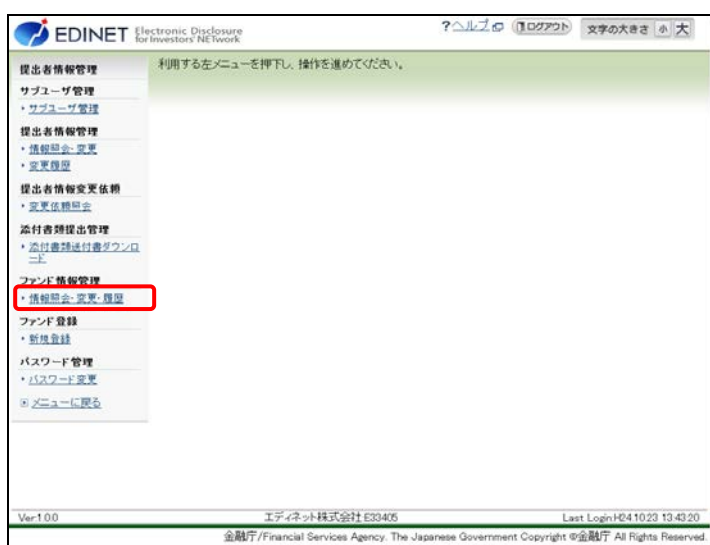 EDINET Electronic Disclosure
for Investors' NETwork
?ヘルプ ログアウト 文字の大きさ 小 大
提出者情報管理
利用する左メニューを押下し、操作を進めてください。
サブユーザ管理
サブユーザ管理
提出者情報管理
情報照会・変更
変更履歴
提出者情報変更依頼
変更依頼照会
添付書類提出管理
添付書類送付書ダウンロ
ード
ファンド情報管理
情報照会・変更・履歴
ファンド登録
新規登録
パスワード管理
パスワード変更
メニューに戻る
Ver1.0.0 エディネット株式会社 E33405 Last Login:H24.10.23 13:43:20
金融庁/Financial Services Agency. The Japanese Government Copyright ©金融庁 All Rights Reserved.